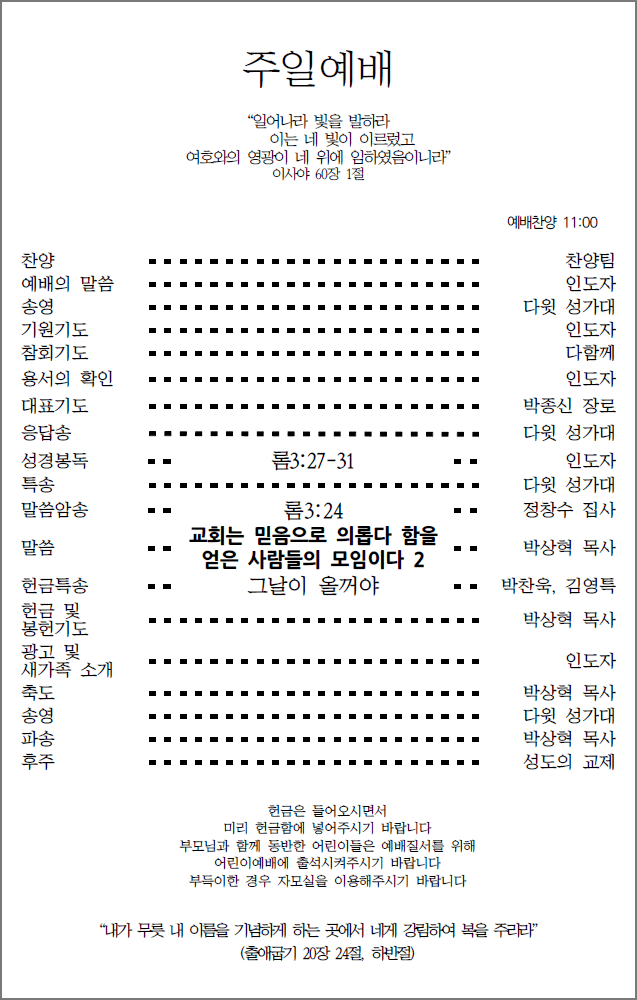 주일예배
“일어나라 빛을 발하라
이는 네 빛이 이르렀고
여호와의 영광이 네 위에 임하였음이니라”
이사야 60장 1절
예배찬양 11:00
찬양 찬양팀
예배의 말씀 인도자
송영 다윗 성가대
기원기도 인도자
참회기도 다함께
용서의 확인 인도자
대표기도 박종신 장로
응답송 다윗 성가대
성경봉독 롬3:27-31 인도자
특송 다윗 성가대
말씀암송 롬3:24 정창수 집사
말씀 교회는 믿음으로 의롭다 함을 박상혁 목사
얻은 사람들의 모임이다 2
헌금특송 그날이 올꺼야 박찬욱, 김영특
헌금 및
봉헌기도 박상혁 목사
광고 및
새가족 소개 인도자
축도 박상혁 목사
송영 다윗 성가대
파송 박상혁 목사
후주 성도의 교제
헌금은 들어오시면서
미리 헌금함에 넣어주시기 바랍니다
부모님과 함께 동반한 어린이들은 예배질서를 위해
어린이예배에 출석시켜주시기 바랍니다
부득이한 경우 자모실을 이용해주시기 바랍니다
“내가 무릇 내 이름을 기념하게 하는 곳에서 네게 강림하여 복을 주리라”
(출애굽기 20장 24절, 하반절)